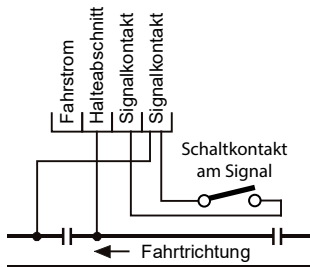 Fahrstrom
Halteabschnitt
Signalkontakt
Signalkontakt
Schaltkontakt
am Signal
Fahrtrichtung